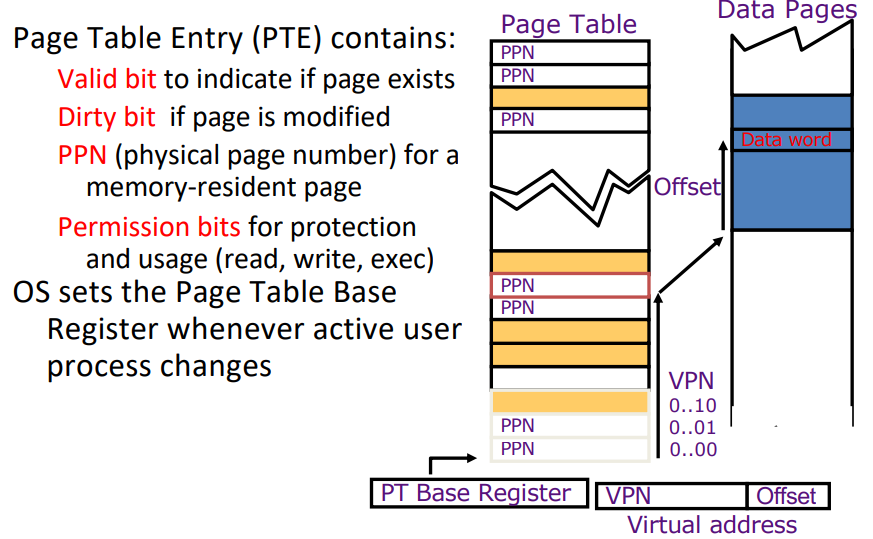 Page Table Entry (PTE) contains:
Valid bit to indicate if page exists
Dirty bit if page is modified
PPN (physical page number) for a
memory-resident page
Permission bits for protection
and usage (read, write, exec)
OS sets the Page Table Base
Register whenever active user
process changes
Page Table
PPN
PPN
PPN
PPN
PPN
PPN
PPN
Data Pages
Data word
Offset
VPN
0..10
0..01
0..00
PT Base Register
VPN
Offset
Virtual address